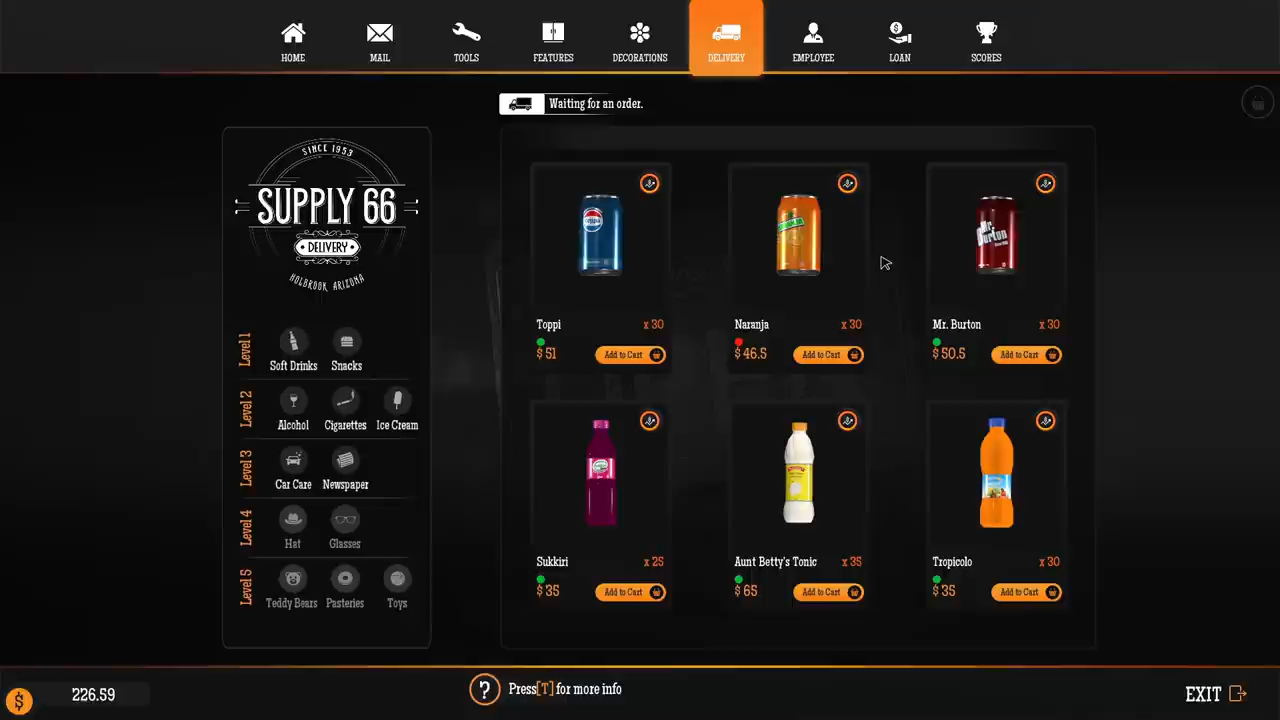 HOME MAIL TOOLS FEATURES DECORATIONS DELIVERY EMPLOYEE LOAN SCORES
Waiting for an order.
SINCE 1953
SUPPLY 66
DELIVERY
HOLBROOK ARIZONA
Level 1
Soft Drinks Snacks
Level 2
Alcohol Cigarettes Ice Cream
Level 3
Car Care Newspaper
Level 4
Hat Glasses
Level 5
Teddy Bears Pasteries Toys
Toppi x 30
$ 51 Add to Cart
Naranja x 30
$ 46.5 Add to Cart
Mr. Burton
Mr. Burton x 30
$ 50.5 Add to Cart
Sukkiri x 25
$ 35 Add to Cart
Aunt Betty's Tonic x 35
$ 65 Add to Cart
Tropicolo x 30
$ 35 Add to Cart
$ 226.59
? Press[T] for more info
EXIT